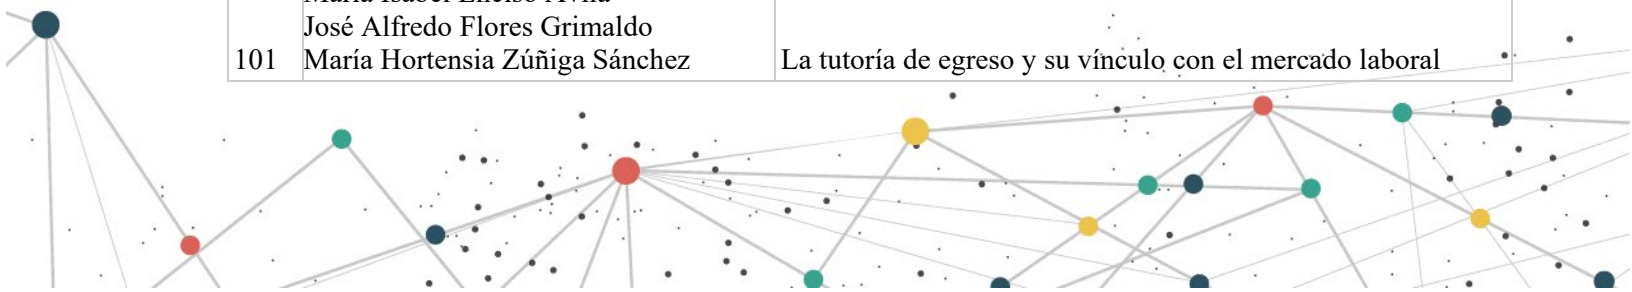 José Alfredo Flores Grimaldo
101 María Hortensia Zúñiga Sánchez La tutoría de egreso y su vínculo con el mercado laboral